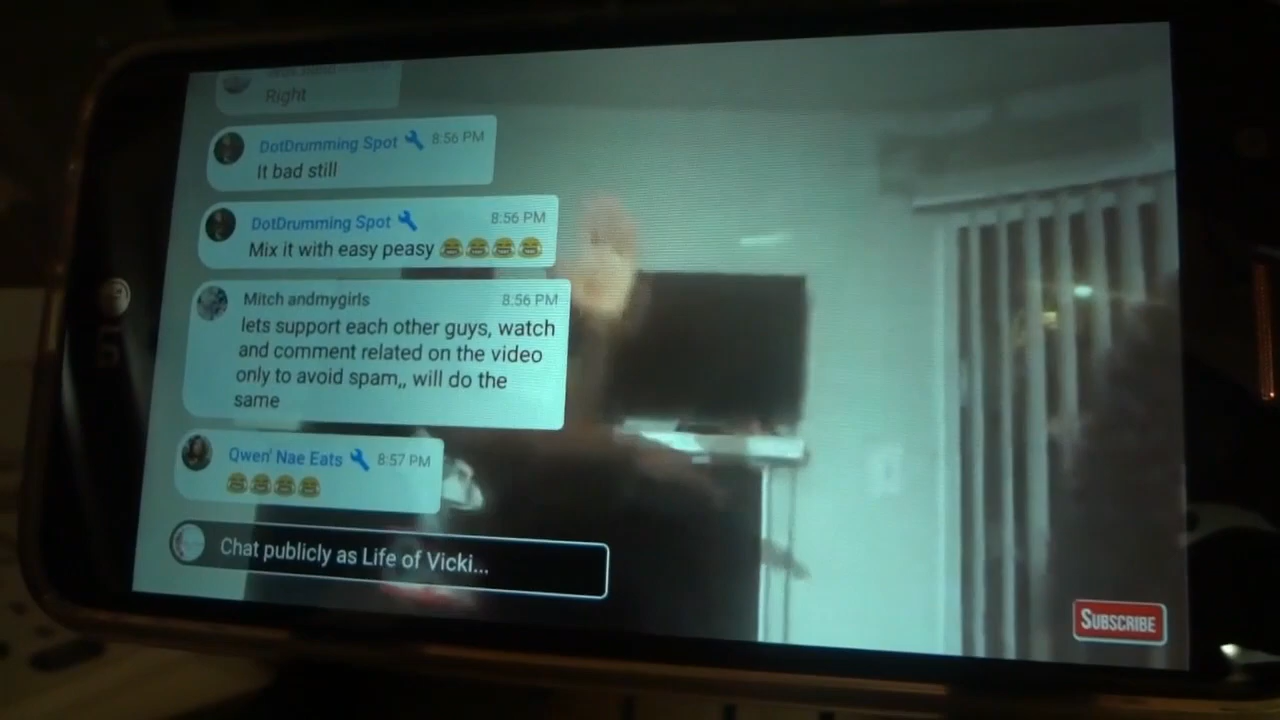 Right
DotDrumming Spot 8:56 PM
It bad still
DotDrumming Spot 8:56 PM
Mix it with easy peasy 😂😂😂😂
Mitch andmygirls 8:56 PM
lets support each other guys, watch
and comment related on the video
only to avoid spam,, will do the
same
Qwen' Nae Eats 8:57 PM
😂😂😂😂
Chat publicly as Life of Vicki...
SUBSCRIBE